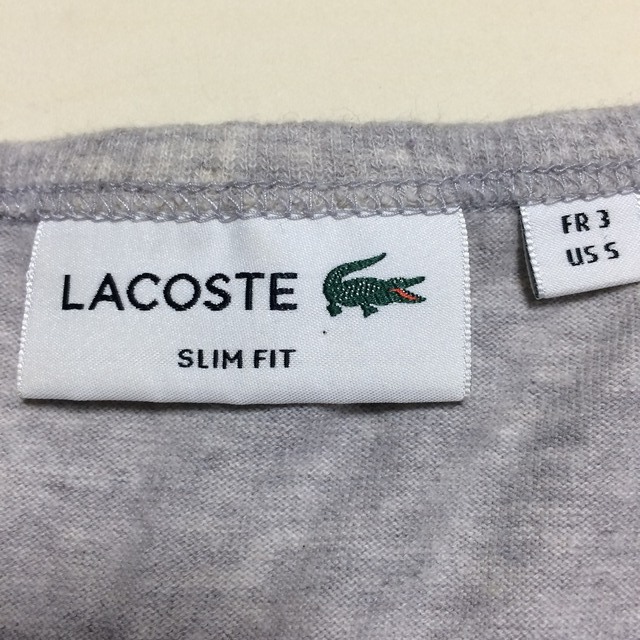 LACOSTE
SLIM FIT
FR 3
US S